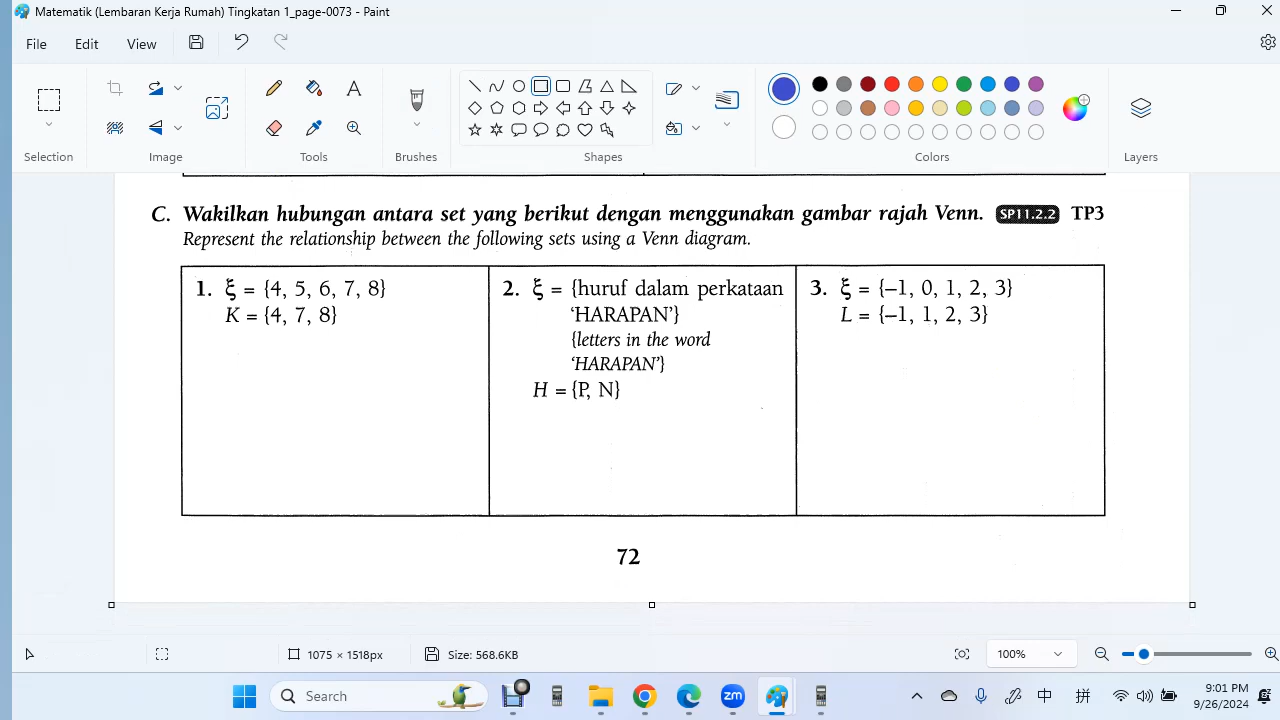 Matematik (Lembaran Kerja Rumah) Tingkatan 1_page-0073 - Paint
File Edit View
Selection Image Tools Brushes Shapes Colors Layers
C. Wakilkan hubungan antara set yang berikut dengan menggunakan gambar rajah Venn. SP11.2.2 TP3
Represent the relationship between the following sets using a Venn diagram.
1. ξ = {4, 5, 6, 7, 8}
K = {4, 7, 8}
2. ξ = {huruf dalam perkataan
‘HARAPAN’}
{letters in the word
‘HARAPAN’}
H = {P, N}
3. ξ = {–1, 0, 1, 2, 3}
L = {–1, 1, 2, 3}
72
1075 × 1518px Size: 568.6KB 100%
Search zm 中 拼 9:01 PM
9/26/2024